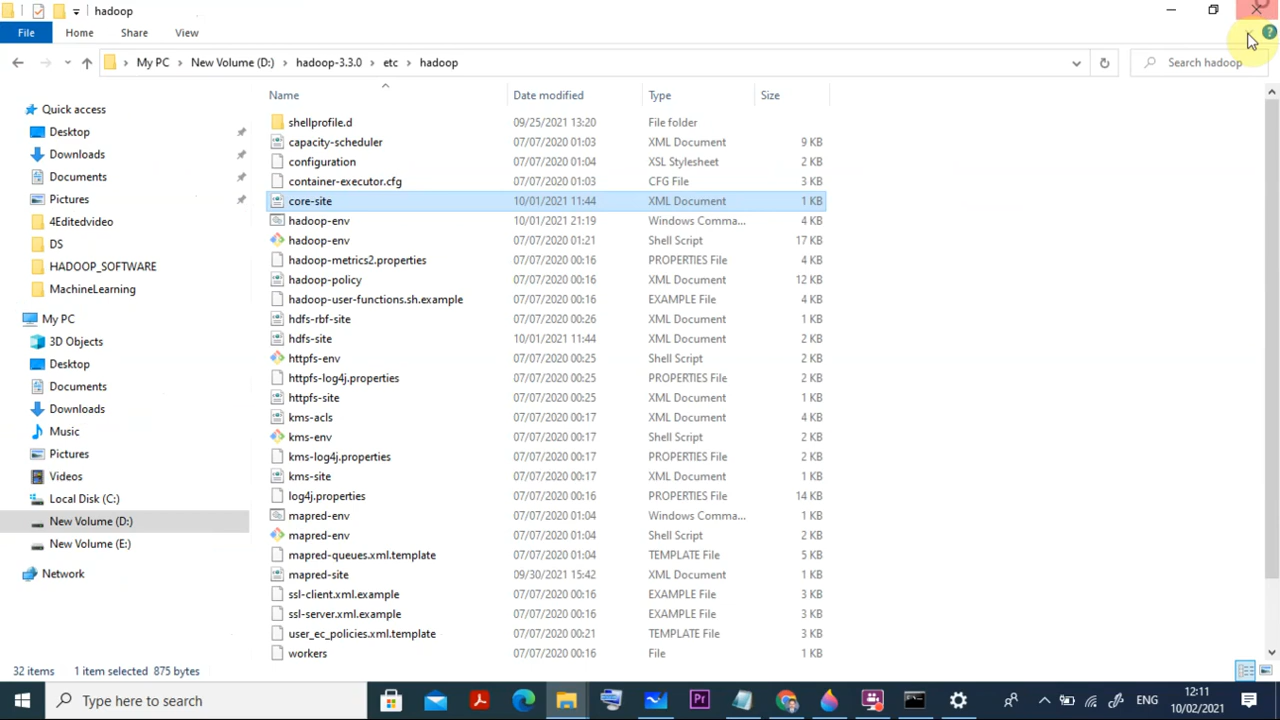 hadoop
File Home Share View
My PC New Volume (D:) hadoop-3.3.0 etc hadoop Search hadoop
Name Date modified Type Size
Quick access
Desktop
Downloads
Documents
Pictures
4Editedvideo
DS
HADOOP_SOFTWARE
MachineLearning
My PC
3D Objects
Desktop
Documents
Downloads
Music
Pictures
Videos
Local Disk (C:)
New Volume (D:)
New Volume (E:)
Network
shellprofile.d 09/25/2021 13:20 File folder
capacity-scheduler 07/07/2020 01:03 XML Document 9 KB
configuration 07/07/2020 01:04 XSL Stylesheet 2 KB
container-executor.cfg 07/07/2020 01:03 CFG File 3 KB
core-site 10/01/2021 11:44 XML Document 1 KB
hadoop-env 10/01/2021 21:19 Windows Comma... 4 KB
hadoop-env 07/07/2020 01:21 Shell Script 17 KB
hadoop-metrics2.properties 07/07/2020 00:16 PROPERTIES File 4 KB
hadoop-policy 07/07/2020 00:16 XML Document 12 KB
hadoop-user-functions.sh.example 07/07/2020 00:16 EXAMPLE File 4 KB
hdfs-rbf-site 07/07/2020 00:26 XML Document 1 KB
hdfs-site 10/01/2021 11:44 XML Document 2 KB
httpfs-env 07/07/2020 00:25 Shell Script 2 KB
httpfs-log4j.properties 07/07/2020 00:25 PROPERTIES File 2 KB
httpfs-site 07/07/2020 00:25 XML Document 1 KB
kms-acls 07/07/2020 00:17 XML Document 4 KB
kms-env 07/07/2020 00:17 Shell Script 2 KB
kms-log4j.properties 07/07/2020 00:17 PROPERTIES File 2 KB
kms-site 07/07/2020 00:17 XML Document 1 KB
log4j.properties 07/07/2020 00:16 PROPERTIES File 14 KB
mapred-env 07/07/2020 01:04 Windows Comma... 1 KB
mapred-env 07/07/2020 01:04 Shell Script 2 KB
mapred-queues.xml.template 07/07/2020 01:04 TEMPLATE File 5 KB
mapred-site 09/30/2021 15:42 XML Document 1 KB
ssl-client.xml.example 07/07/2020 00:16 EXAMPLE File 3 KB
ssl-server.xml.example 07/07/2020 00:16 EXAMPLE File 3 KB
user_ec_policies.xml.template 07/07/2020 00:21 TEMPLATE File 3 KB
workers 07/07/2020 00:16 File 1 KB
32 items 1 item selected 875 bytes
Type here to search
Pr
ENG
12:11
10/02/2021